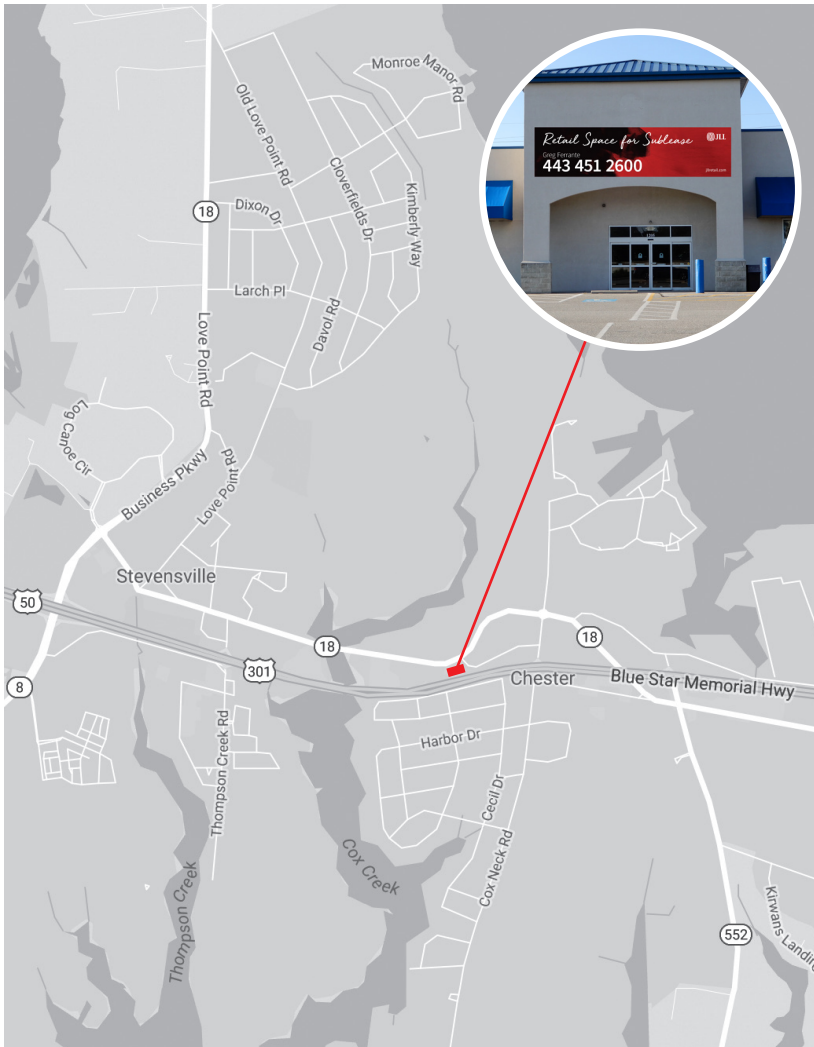 Monroe Manor Rd
Old Love Point Rd
Retail Space for Sublease
JLL
Greg Ferrante
443 451 2600
Cloverfields Dr
Kimberly Way
18
Dixon Dr
Larch Pl
Davol Rd
Love Point Rd
Log Canoe Cir
Business Pkwy
Love Point Rd
Stevensville
50
18
18
301
8
Chester
Blue Star Memorial Hwy
Harbor Dr
Thompson Creek Rd
Cecil Dr
Cox Creek
Cox Neck Rd
Thompson Creek
Kirwans Landing
552